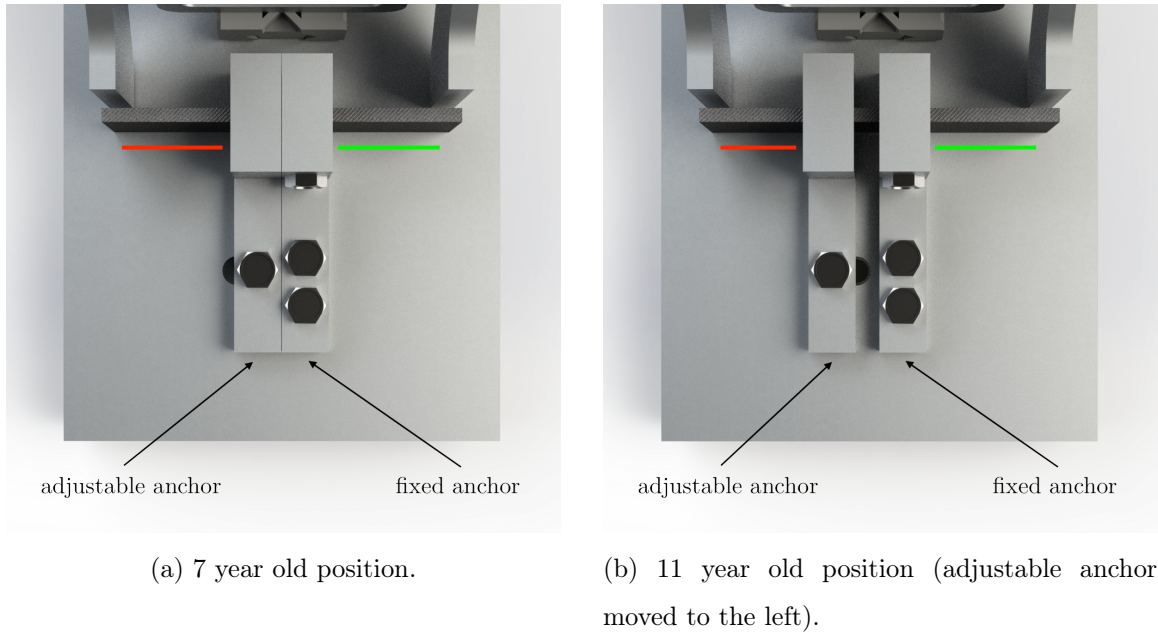 adjustable anchor
fixed anchor
adjustable anchor
fixed anchor
(a) 7 year old position.
(b) 11 year old position (adjustable anchor
moved to the left).